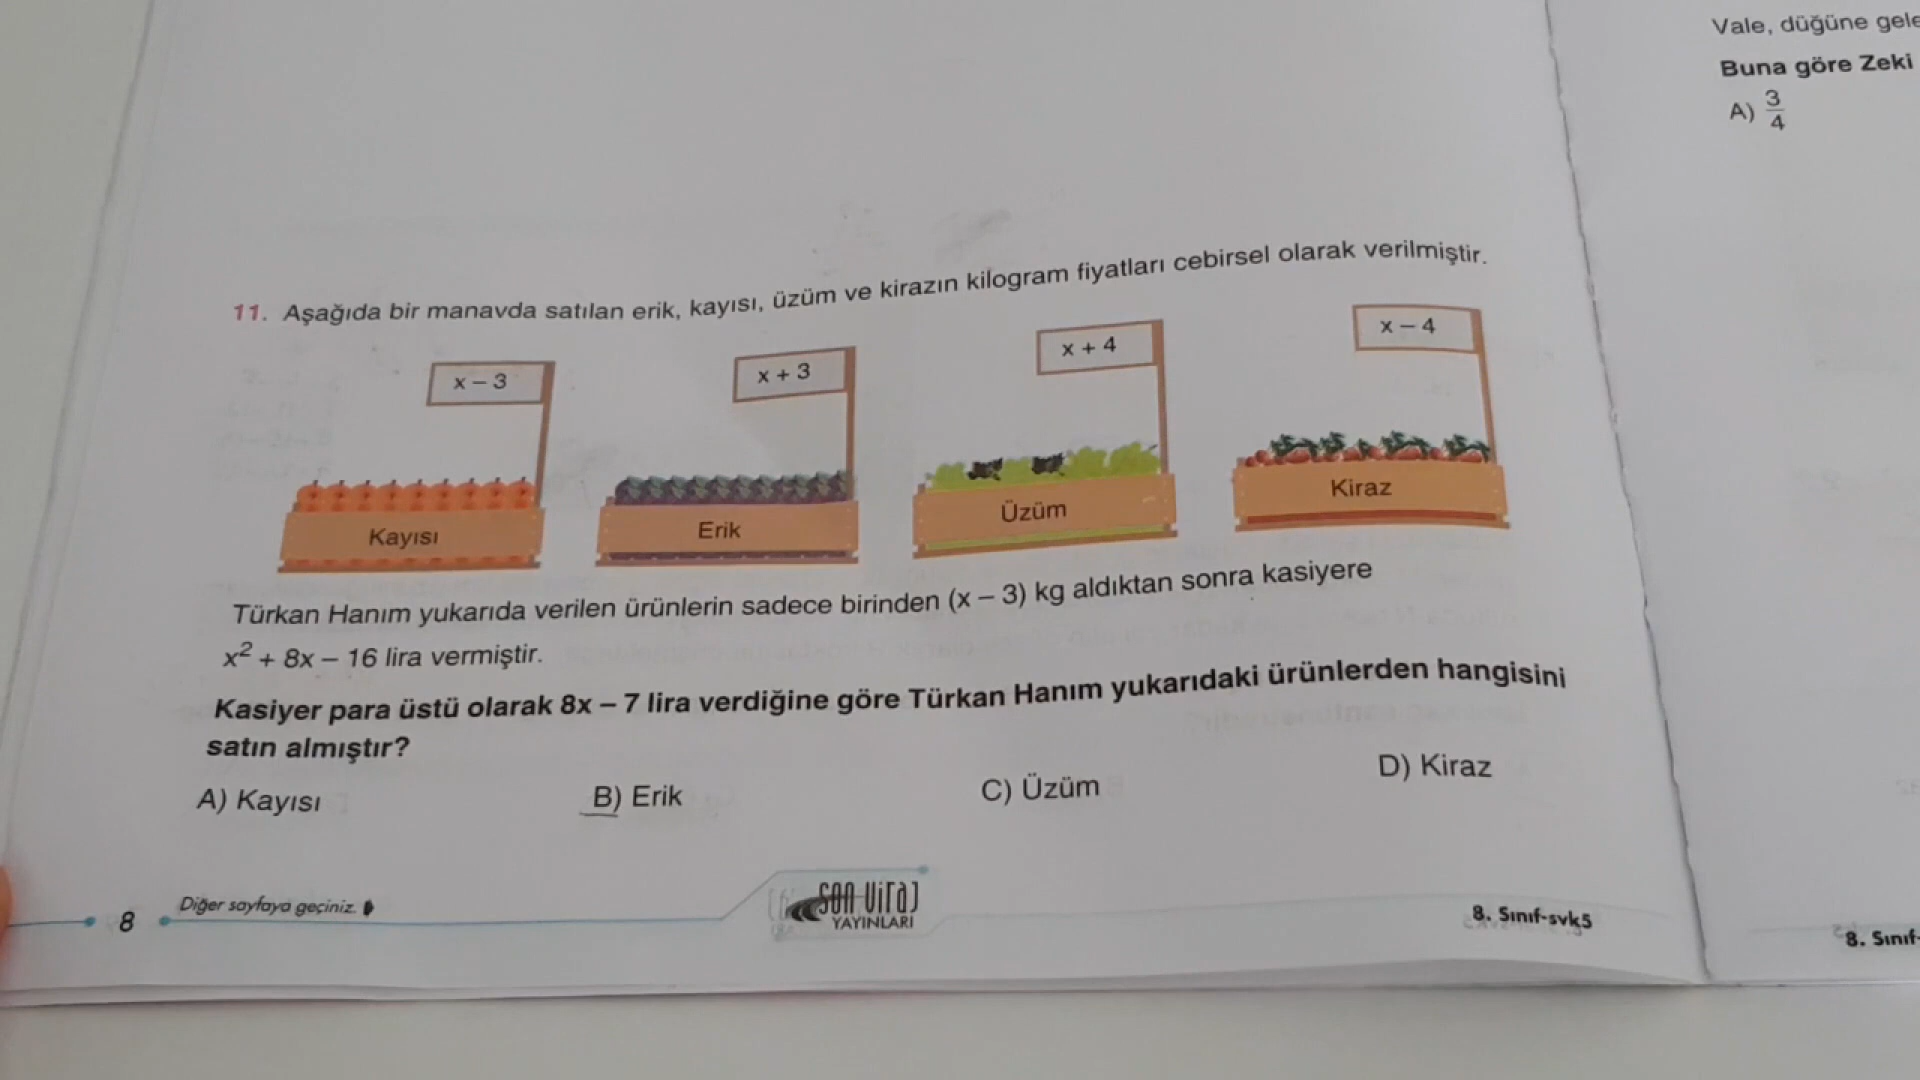 Vale, düğüne gele
Buna göre Zeki
A) 3/4
11. Aşağıda bir manavda satılan erik, kayısı, üzüm ve kirazın kilogram fiyatları cebirsel olarak verilmiştir.
x – 3
x + 3
x + 4
x – 4
Kayısı
Erik
Üzüm
Kiraz
Türkan Hanım yukarıda verilen ürünlerin sadece birinden (x – 3) kg aldıktan sonra kasiyere
x² + 8x – 16 lira vermiştir.
Kasiyer para üstü olarak 8x – 7 lira verdiğine göre Türkan Hanım yukarıdaki ürünlerden hangisini
satın almıştır?
A) Kayısı
B) Erik
C) Üzüm
D) Kiraz
8
Diğer sayfaya geçiniz.
son viraj
YAYINLARI
8. Sınıf-svk5
8. Sınıf-